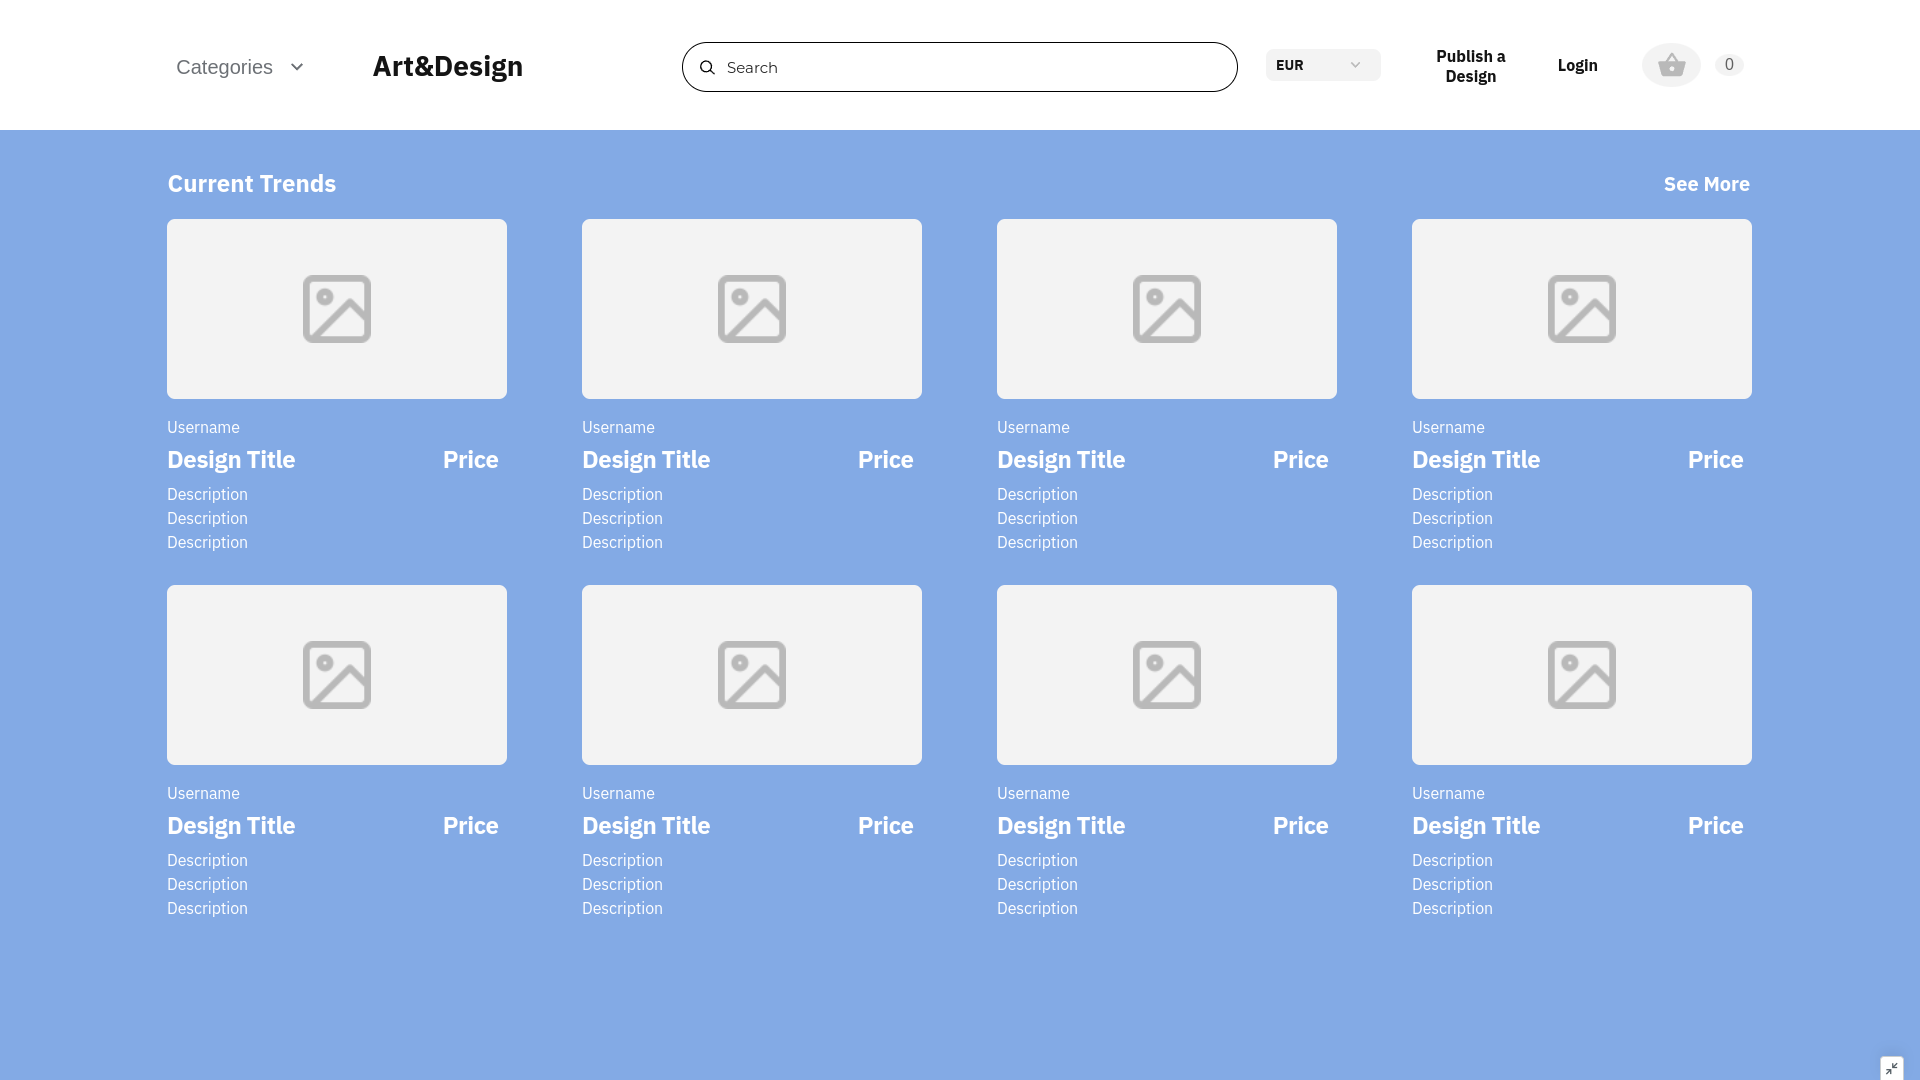 Categories
Art&Design
Search
EUR
Publish a
Design
Login
0
Current Trends
See More
Username
Design Title
Price
Description
Description
Description
Username
Design Title
Price
Description
Description
Description
Username
Design Title
Price
Description
Description
Description
Username
Design Title
Price
Description
Description
Description
Username
Design Title
Price
Description
Description
Description
Username
Design Title
Price
Description
Description
Description
Username
Design Title
Price
Description
Description
Description
Username
Design Title
Price
Description
Description
Description